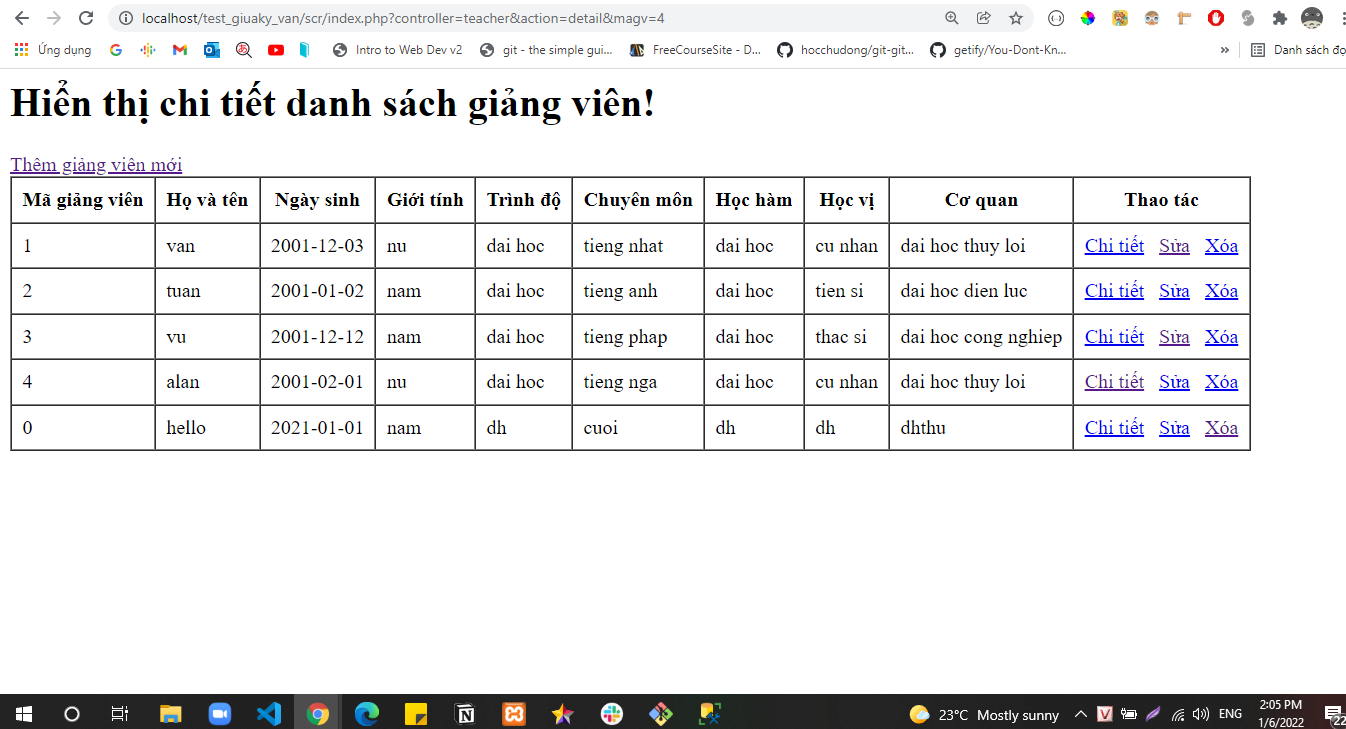 localhost/test_giuaky_van/scr/index.php?controller=teacher&action=detail&magv=4
Ứng dụng Intro to Web Dev v2 git - the simple gui... FreeCourseSite - D... hocchudong/git-git... getify/You-Dont-Kn... » Danh sách đọ
Hiển thị chi tiết danh sách giảng viên!
Thêm giảng viên mới
Mã giảng viên Họ và tên Ngày sinh Giới tính Trình độ Chuyên môn Học hàm Học vị Cơ quan Thao tác
1 van 2001-12-03 nu dai hoc tieng nhat dai hoc cu nhan dai hoc thuy loi Chi tiết Sửa Xóa
2 tuan 2001-01-02 nam dai hoc tieng anh dai hoc tien si dai hoc dien luc Chi tiết Sửa Xóa
3 vu 2001-12-12 nam dai hoc tieng phap dai hoc thac si dai hoc cong nghiep Chi tiết Sửa Xóa
4 alan 2001-02-01 nu dai hoc tieng nga dai hoc cu nhan dai hoc thuy loi Chi tiết Sửa Xóa
0 hello 2021-01-01 nam dh cuoi dh dh dhthu Chi tiết Sửa Xóa
23°C Mostly sunny ENG 2:05 PM
1/6/2022 22